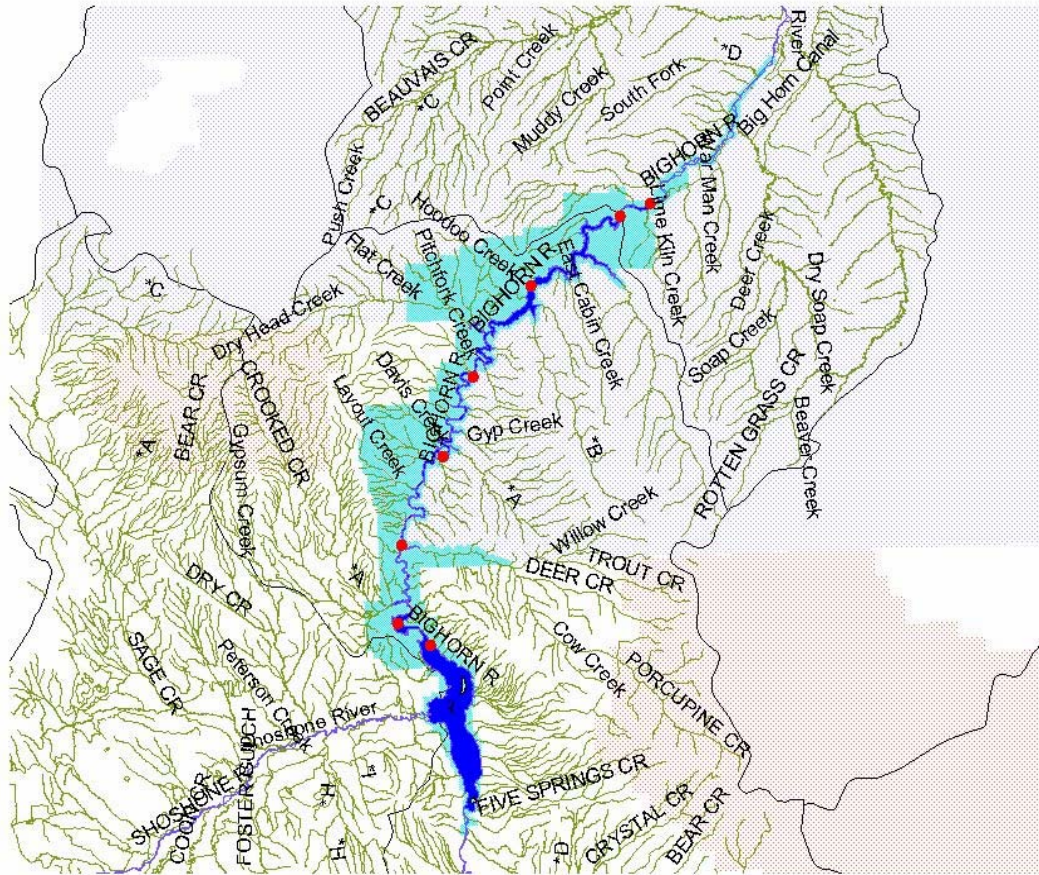 River
Big Horn Canal
BEAUVAIS CR
*C
Point Creek
Muddy Creek
South Fork
*D
BIGHORN R
War Man Creek
Lime Kiln Creek
Push Creek
*C
Hoodoo Creek
Flat Creek
Pitchfork Creek
BIGHORN R
East Cabin Creek
Deer Creek
Dry Soap Creek
*C
Dry Head Creek
Soap Creek
BEAR CR
*A
CROOKED CR
Gypsum Creek
Layout Creek
Davis Creek
BIGHORN R
Gyp Creek
*B
ROTTEN GRASS CR
Beaver Creek
*A
Willow Creek
TROUT CR
DEER CR
*A
DRY CR
BIGHORN R
Cow Creek
PORCUPINE CR
SAGE CR
Peterson Creek
Shoshone River
SHOSHONE R
COON CR
FOSTER GULCH
*H
*I
*H
FIVE SPRINGS CR
CRYSTAL CR
BEAR CR
*D